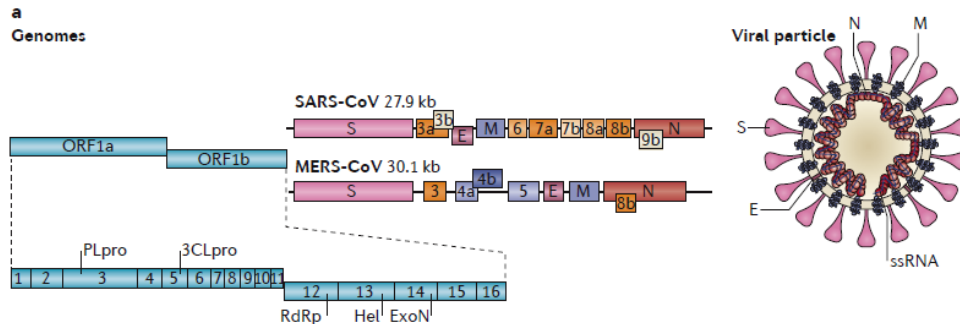 a
Genomes
Viral particle
N
M
SARS-CoV 27.9 kb
S
3a
3b
E
M
6
7a
7b
8a
8b
N
9b
ORF1a
ORF1b
MERS-CoV 30.1 kb
S
3
4a
4b
5
E
M
N
8b
S
E
ssRNA
PLpro
3CLpro
1 2 3 4 5 6 7 8 9 10 11
12 13 14 15 16
RdRp
Hel
ExoN